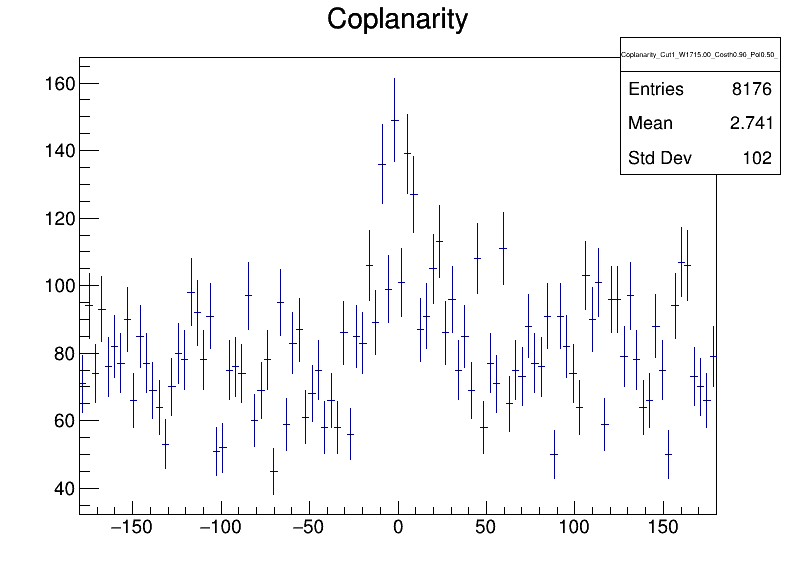 Coplanarity
Coplanarity_Cut1_W1715.00_Costh0.90_Pol0.50_
Entries 8176
Mean 2.741
Std Dev 102
160
140
120
100
80
60
40
−150 −100 −50 0 50 100 150